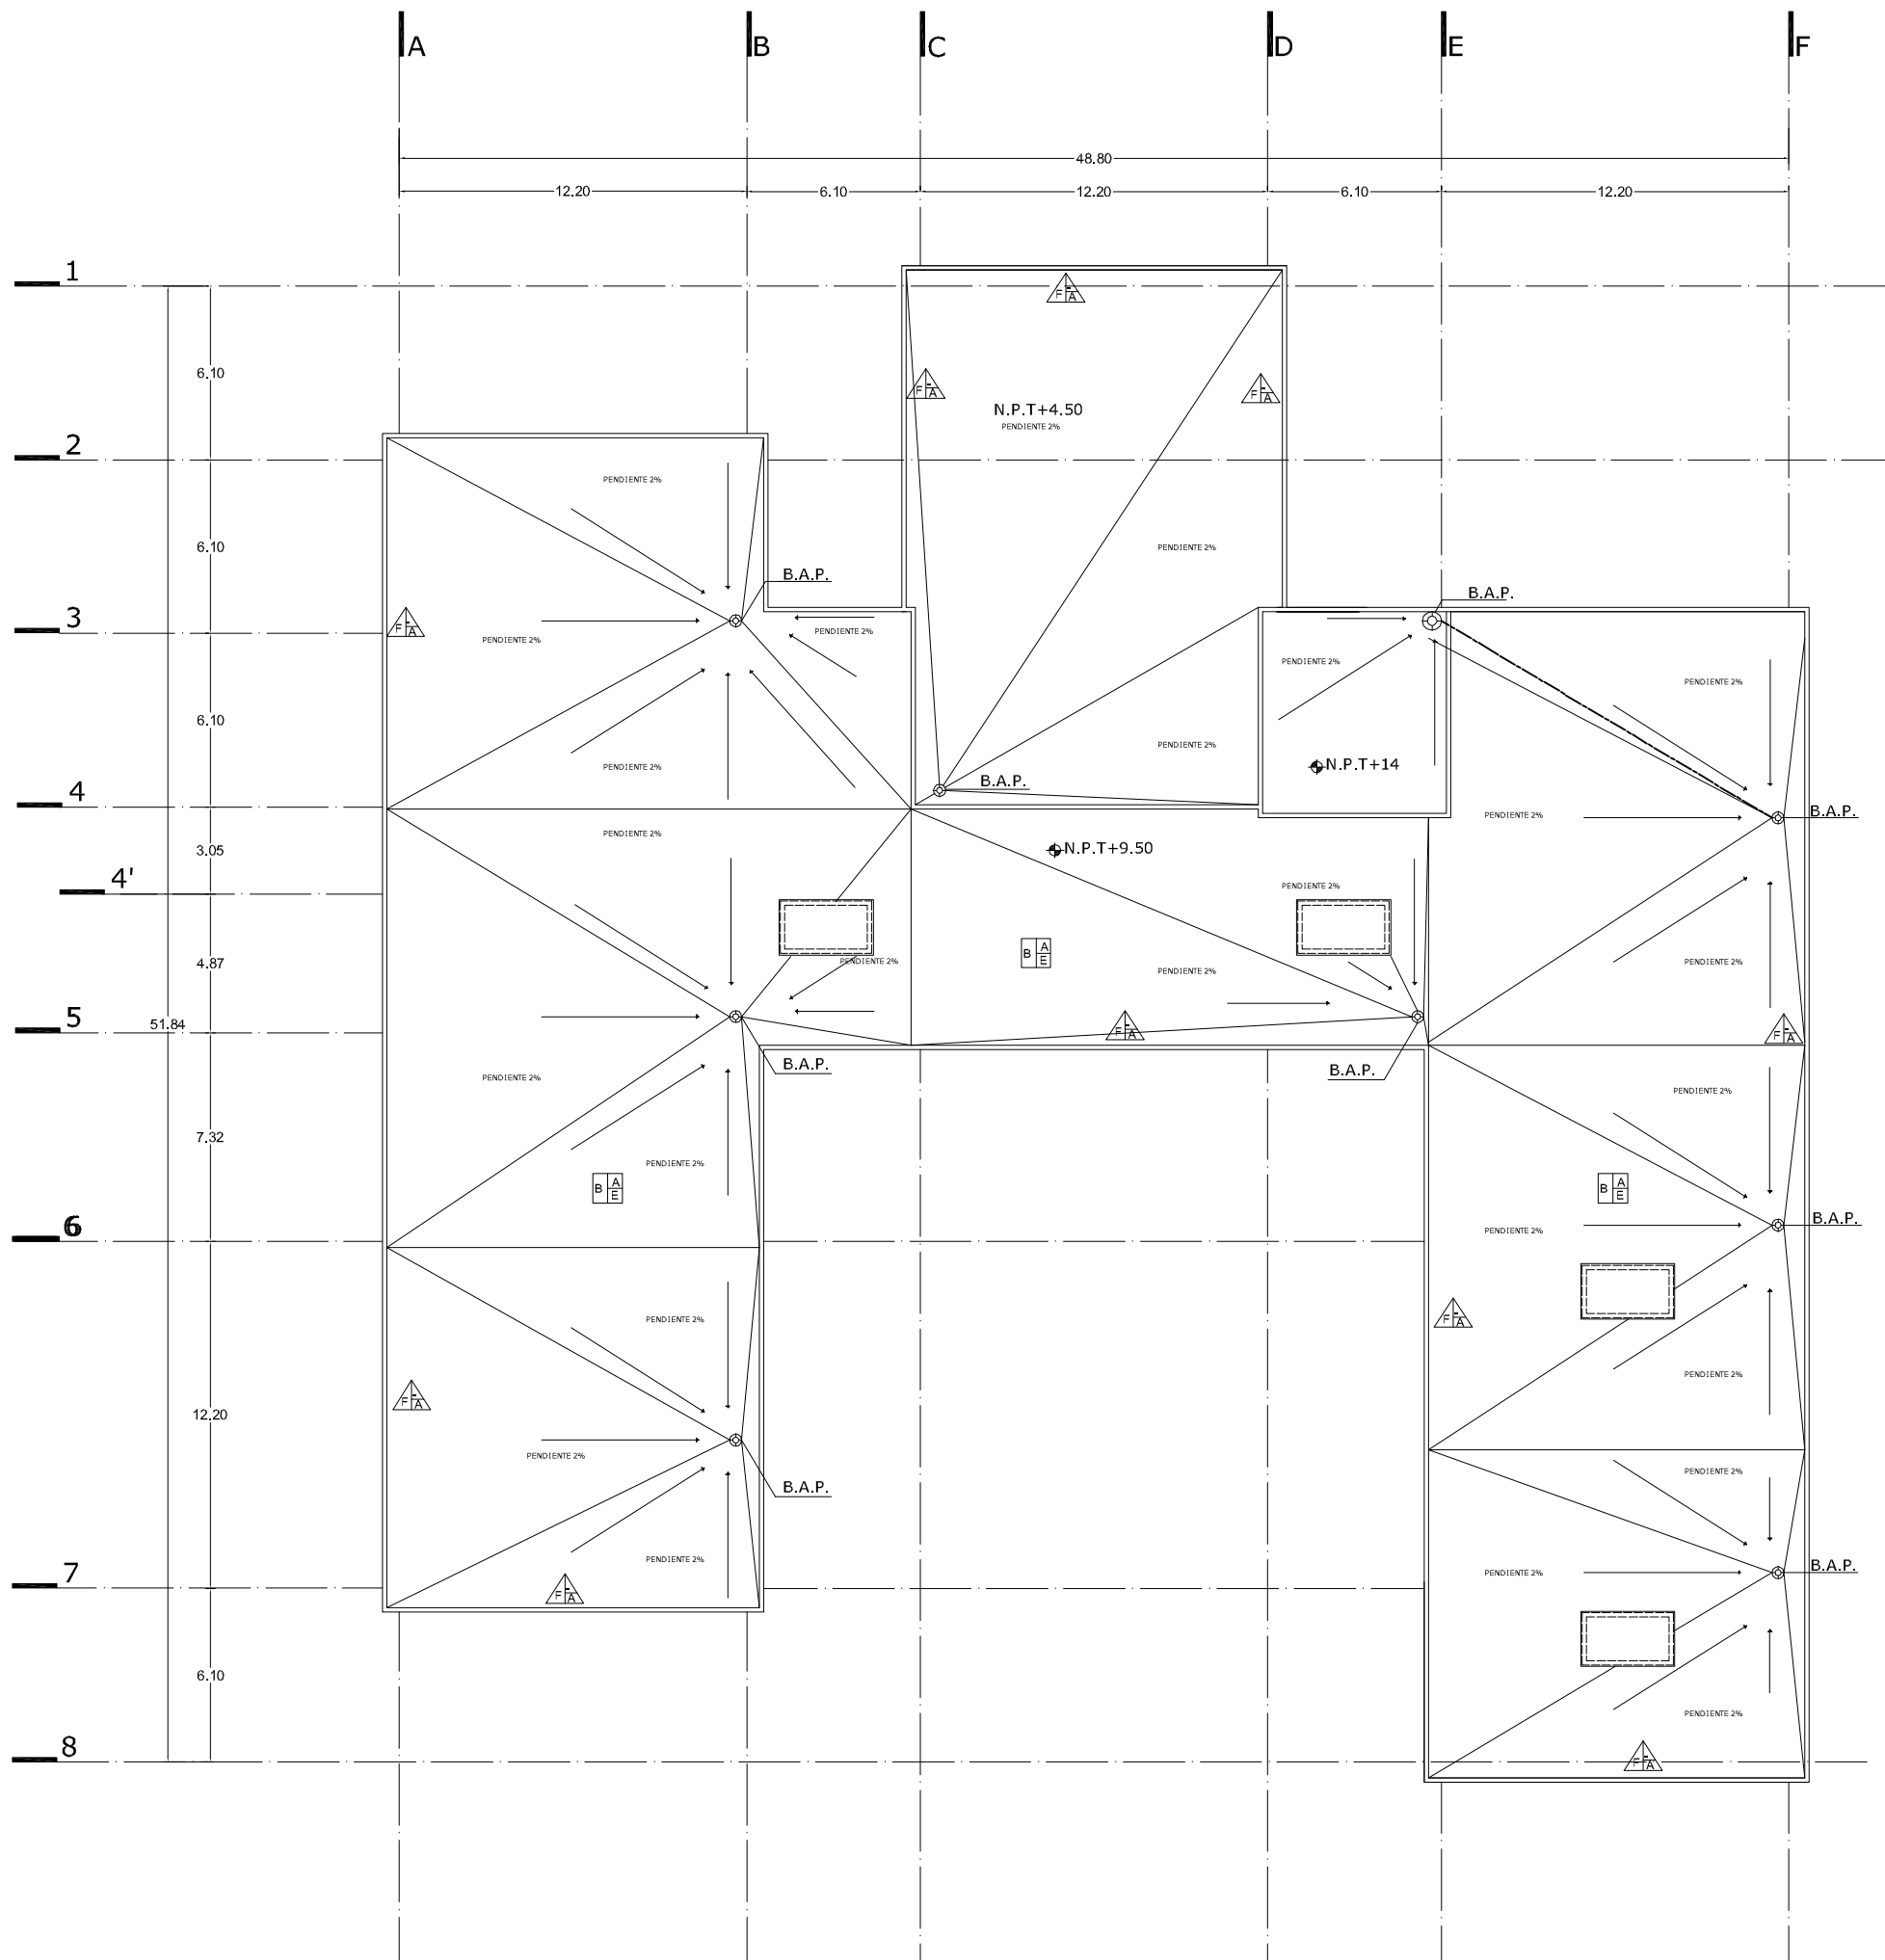 A
B
C
D
E
F
48.80
12.20
6.10
12.20
6.10
12.20
1
F - A
6.10
F - A
F - A
N.P.T+4.50
PENDIENTE 2%
2
PENDIENTE 2%
6.10
PENDIENTE 2%
B.A.P.
B.A.P.
3
F - A
PENDIENTE 2%
PENDIENTE 2%
PENDIENTE 2%
PENDIENTE 2%
6.10
PENDIENTE 2%
PENDIENTE 2%
N.P.T+14
B.A.P.
4
B.A.P.
PENDIENTE 2%
PENDIENTE 2%
3.05
N.P.T+9.50
4'
PENDIENTE 2%
B A E
4.87
PENDIENTE 2%
PENDIENTE 2%
PENDIENTE 2%
5
51.84
F - A
F - A
B.A.P.
B.A.P.
PENDIENTE 2%
PENDIENTE 2%
7.32
PENDIENTE 2%
B A E
B A E
6
B.A.P.
PENDIENTE 2%
PENDIENTE 2%
F - A
PENDIENTE 2%
F - A
12.20
PENDIENTE 2%
PENDIENTE 2%
B.A.P.
7
PENDIENTE 2%
B.A.P.
PENDIENTE 2%
F - A
6.10
PENDIENTE 2%
8
F - A